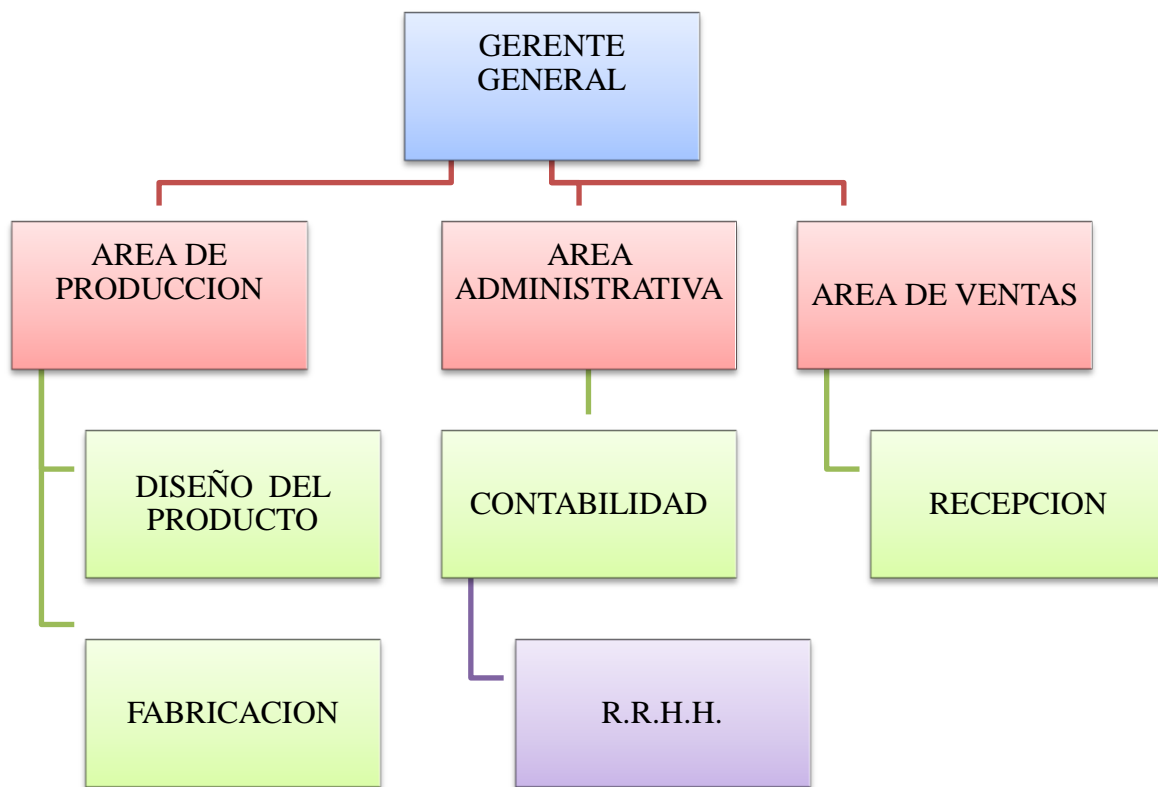 GERENTE
GENERAL
AREA DE
PRODUCCION
AREA
ADMINISTRATIVA
AREA DE VENTAS
DISEÑO  DEL
PRODUCTO
CONTABILIDAD
RECEPCION
FABRICACION
R.R.H.H.